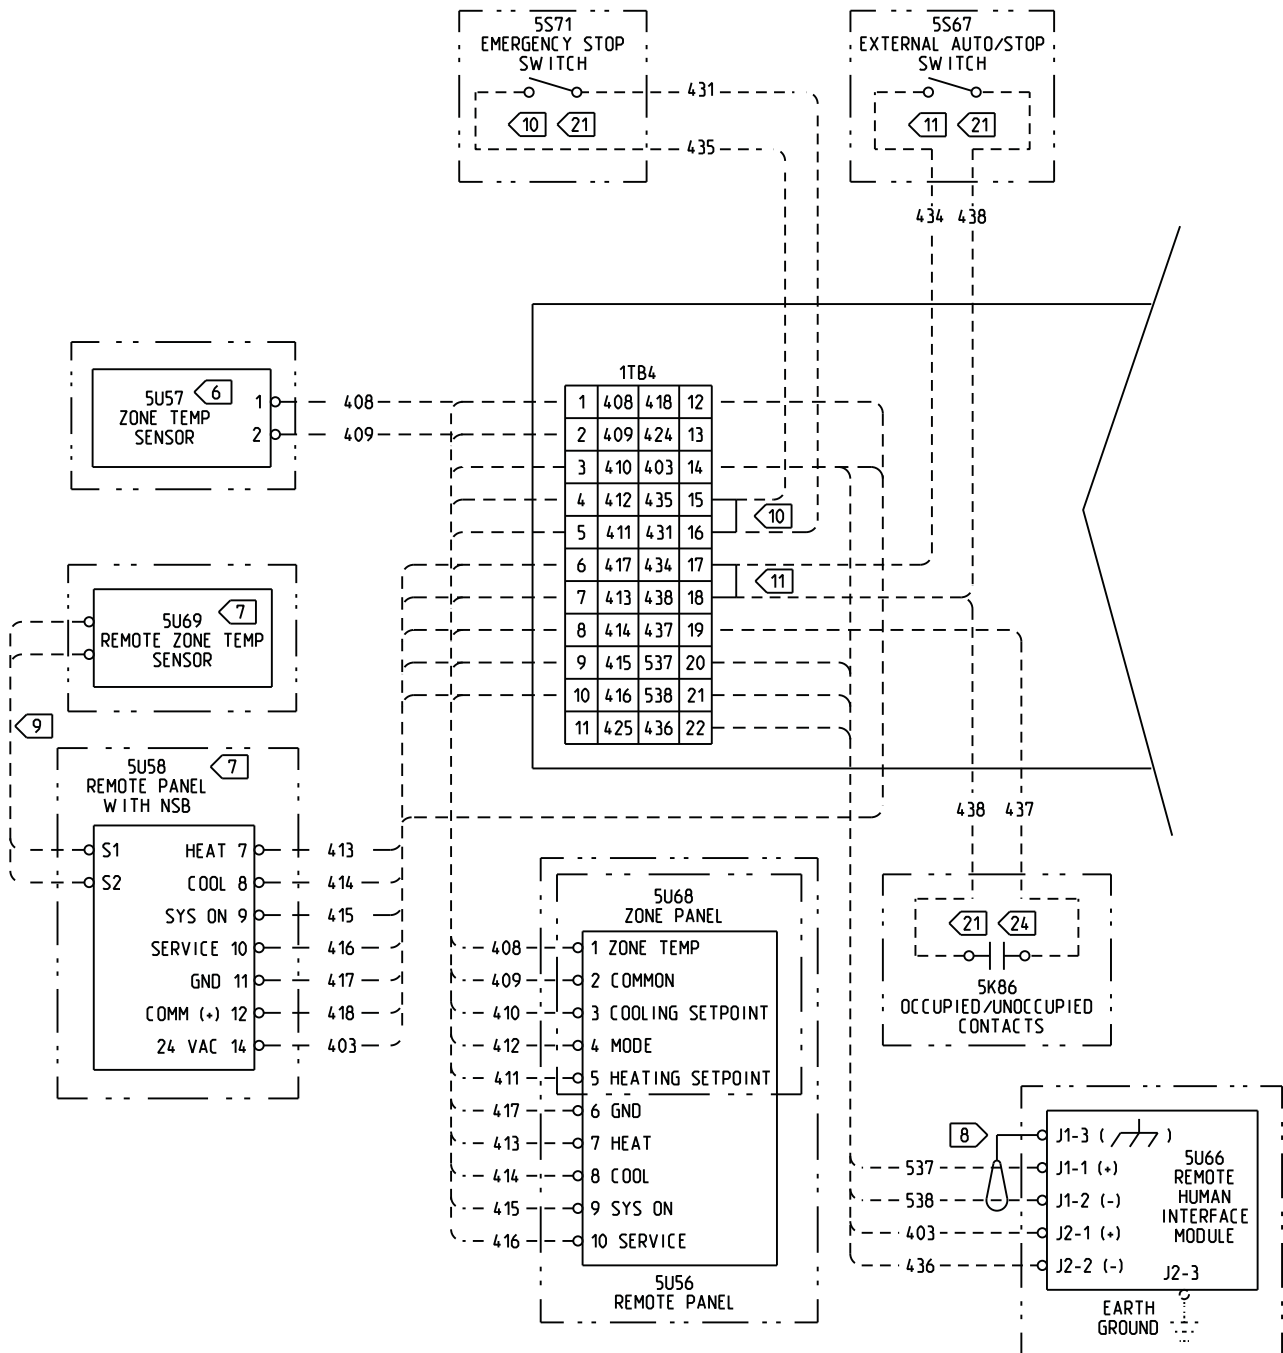 5S71
EMERGENCY STOP
SWITCH
10 21
431
435
5S67
EXTERNAL AUTO/STOP
SWITCH
11 21
434 438
5U57 6
ZONE TEMP
SENSOR
1
2
408
409
1TB4
1 408 418 12
2 409 424 13
3 410 403 14
4 412 435 15
5 411 431 16
6 417 434 17
7 413 438 18
8 414 437 19
9 415 537 20
10 416 538 21
11 425 436 22
10
11
5U69 7
REMOTE ZONE TEMP
SENSOR
9
5U58 7
REMOTE PANEL
WITH NSB
S1
S2
HEAT 7 413
COOL 8 414
SYS ON 9 415
SERVICE 10 416
GND 11 417
COMM (+) 12 418
24 VAC 14 403
5U68
ZONE PANEL
408 1 ZONE TEMP
409 2 COMMON
410 3 COOLING SETPOINT
412 4 MODE
411 5 HEATING SETPOINT
417 6 GND
413 7 HEAT
414 8 COOL
415 9 SYS ON
416 10 SERVICE
5U56
REMOTE PANEL
438 437
21 24
5K86
OCCUPIED/UNOCCUPIED
CONTACTS
8
J1-3 ( )
537 J1-1 (+)
538 J1-2 (-)
403 J2-1 (+)
436 J2-2 (-)
5U66
REMOTE
HUMAN
INTERFACE
MODULE
J2-3
EARTH
GROUND